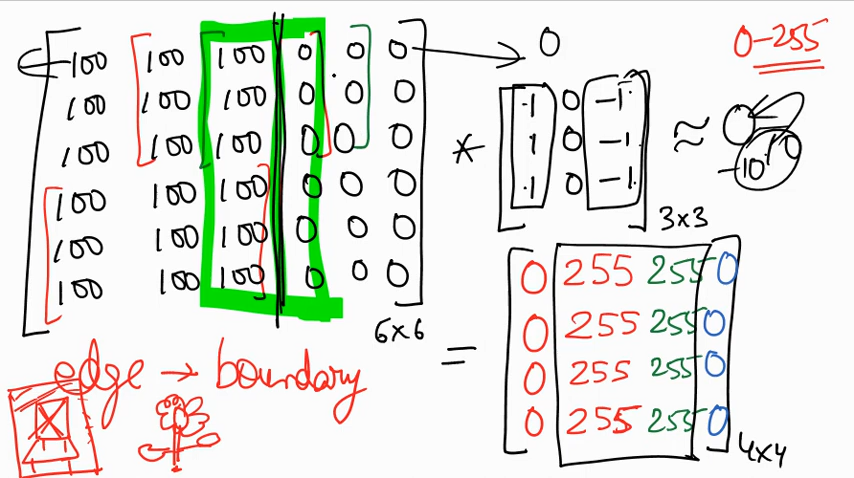 100 100 100 0 0 0 → 0 0-255
100 100 100 0 0 0
100 100 100 0 0 0
100 100 100 0 0 0
100 100 100 0 0 0
100 100 100 0 0 0
6x6
*
1 0 -1
1 0 -1
1 0 -1
3x3
≈ 0
-10 10
=
0 255 255 0
0 255 255 0
0 255 255 0
0 255 255 0
4x4
edge → boundary